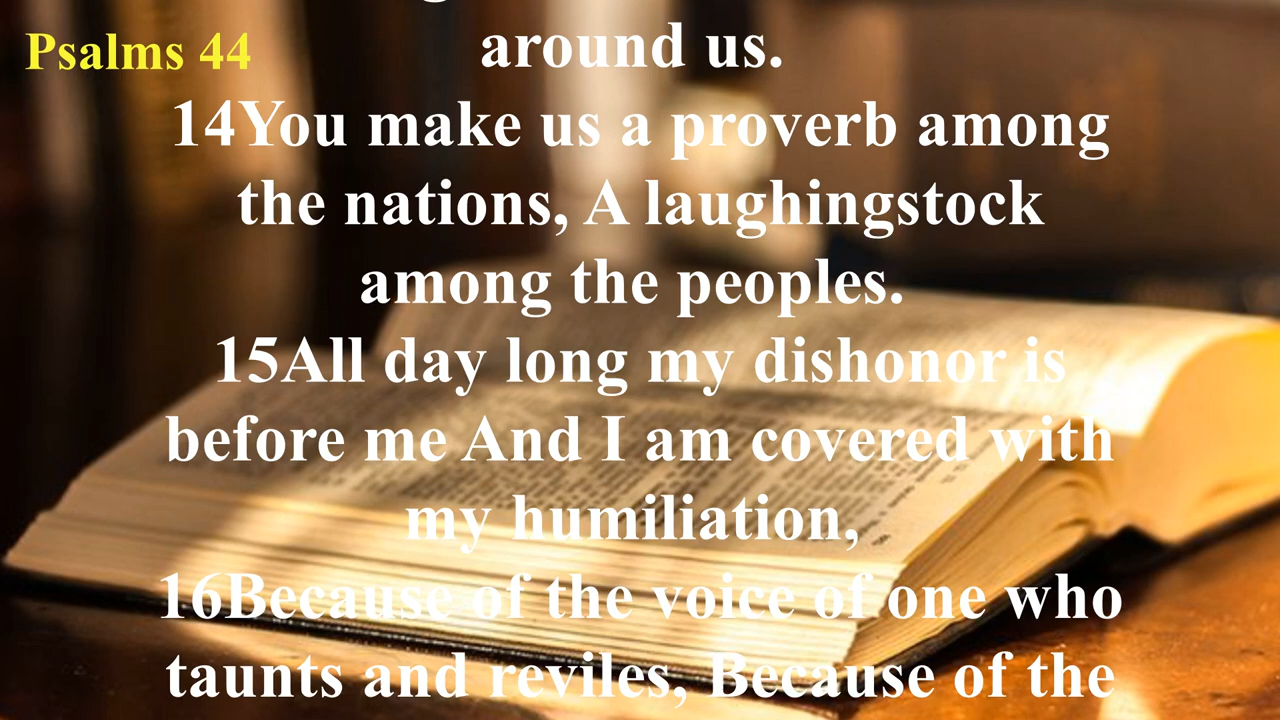 Psalms 44
around us.
14You make us a proverb among
the nations, A laughingstock
among the peoples.
15All day long my dishonor is
before me And I am covered with
my humiliation,
16Because of the voice of one who
taunts and reviles, Because of the